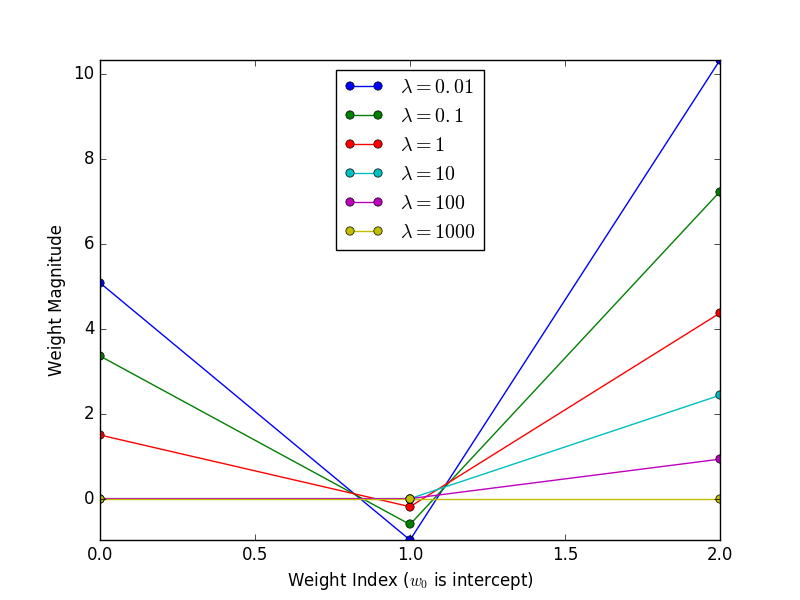 10
8
6
4
2
0
Weight Magnitude
λ = 0.01
λ = 0.1
λ = 1
λ = 10
λ = 100
λ = 1000
0.0 0.5 1.0 1.5 2.0
Weight Index (w₀ is intercept)